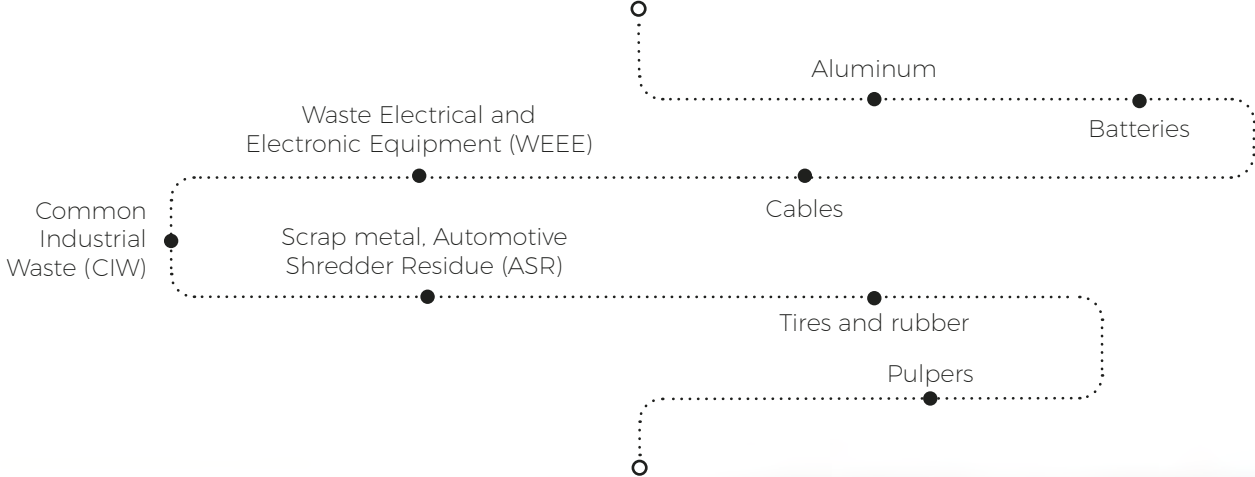 Aluminum
Batteries
Waste Electrical and
Electronic Equipment (WEEE)
Cables
Common
Industrial
Waste (CIW)
Scrap metal, Automotive
Shredder Residue (ASR)
Tires and rubber
Pulpers